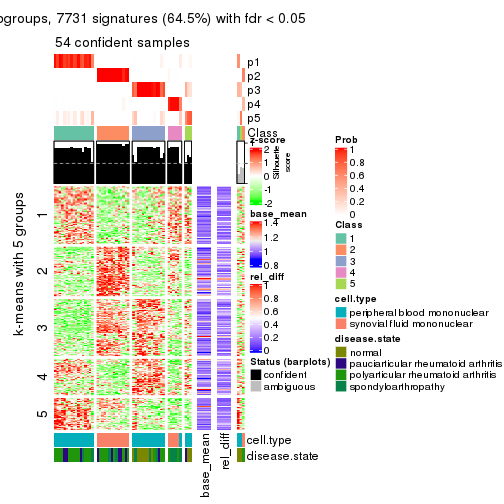 ogroups, 7731 signatures (64.5%) with fdr < 0.05
54 confident samples
p1
p2
p3
p4
p5
Class
k-means with 5 groups
1
2
3
4
5
base_mean
rel_diff
cell.type
disease.state
z-score
2
1
0
-1
-2
Silhouette
score
base_mean
1.4
1.2
1
0.8
rel_diff
1
0.8
0.6
0.4
0.2
0
Status (barplots)
confident
ambiguous
Prob
1
0.8
0.6
0.4
0.2
0
Class
1
2
3
4
5
cell.type
peripheral blood mononuclear
synovial fluid mononuclear
disease.state
normal
pauciarticular rheumatoid arthritis
polyarticular rheumatoid arthritis
spondyloarthropathy